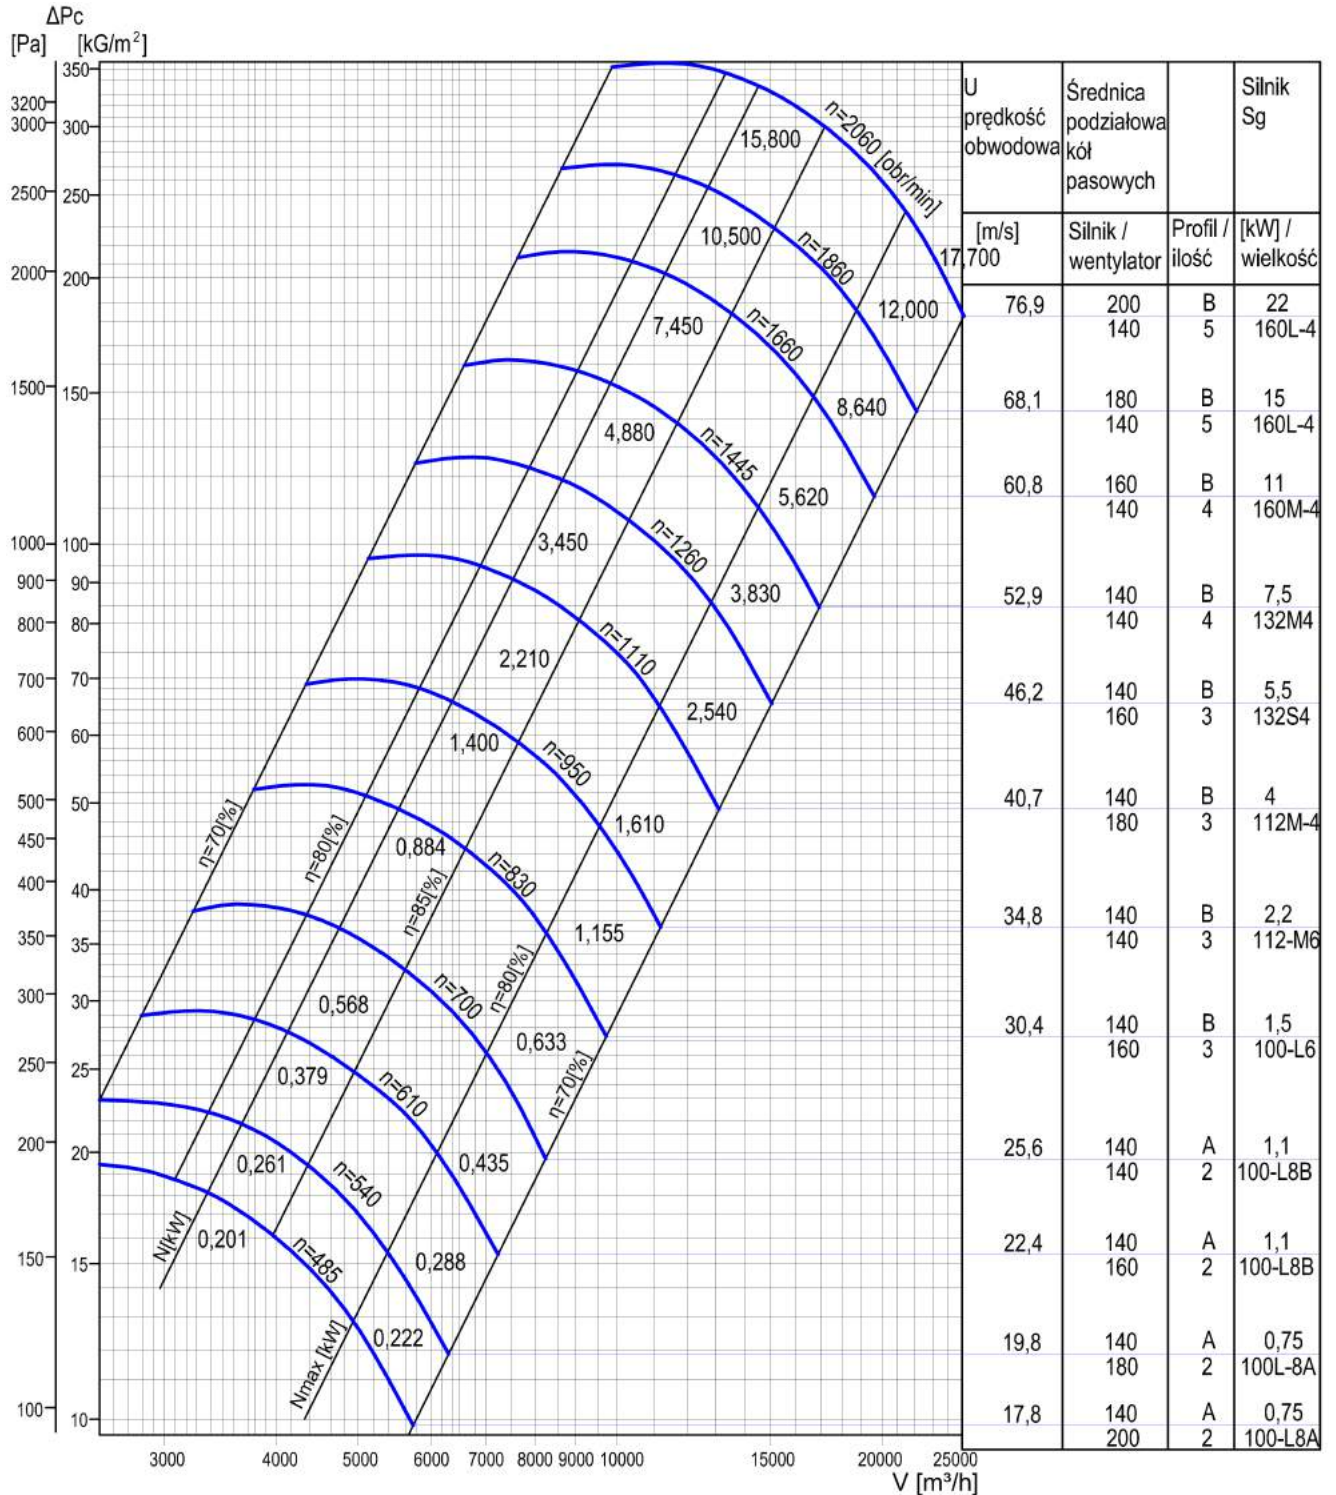 ΔPc
[Pa] [kG/m²]
350
3200
3000
300
2500
250
2000
200
1500
150
1000
100
900
90
800
80
700
70
600
60
500
50
450
400
40
350
35
300
30
250
25
200
20
150
15
100
10
3000 4000 5000 6000 7000 8000 9000 10000 15000 20000 25000
V [m³/h]
n=2060 [obr/min]
15,800
17,700
n=1860
10,500
12,000
n=1660
7,450
8,640
n=1445
4,880
5,620
n=1260
3,450
3,830
n=1110
2,210
2,540
n=950
1,400
1,610
n=830
0,884
1,155
n=700
0,568
0,633
n=610
0,379
0,435
n=540
0,261
0,288
n=485
0,201
0,222
η=70[%]
η=80[%]
η=85[%]
η=80[%]
η=70[%]
N[kW]
Nmax [kW]
U
prędkość
obwodowa
Średnica
podziałowa
kół
pasowych
Silnik
Sg
[m/s] Silnik / Profil / [kW] /
wentylator ilość wielkość
76,9 200 B 22
140 5 160L-4
68,1 180 B 15
140 5 160L-4
60,8 160 B 11
140 4 160M-4
52,9 140 B 7,5
140 4 132M4
46,2 140 B 5,5
160 3 132S4
40,7 140 B 4
180 3 112M-4
34,8 140 B 2,2
140 3 112-M6
30,4 140 B 1,5
160 3 100-L6
25,6 140 A 1,1
140 2 100-L8B
22,4 140 A 1,1
160 2 100-L8B
19,8 140 A 0,75
180 2 100L-8A
17,8 140 A 0,75
200 2 100-L8A